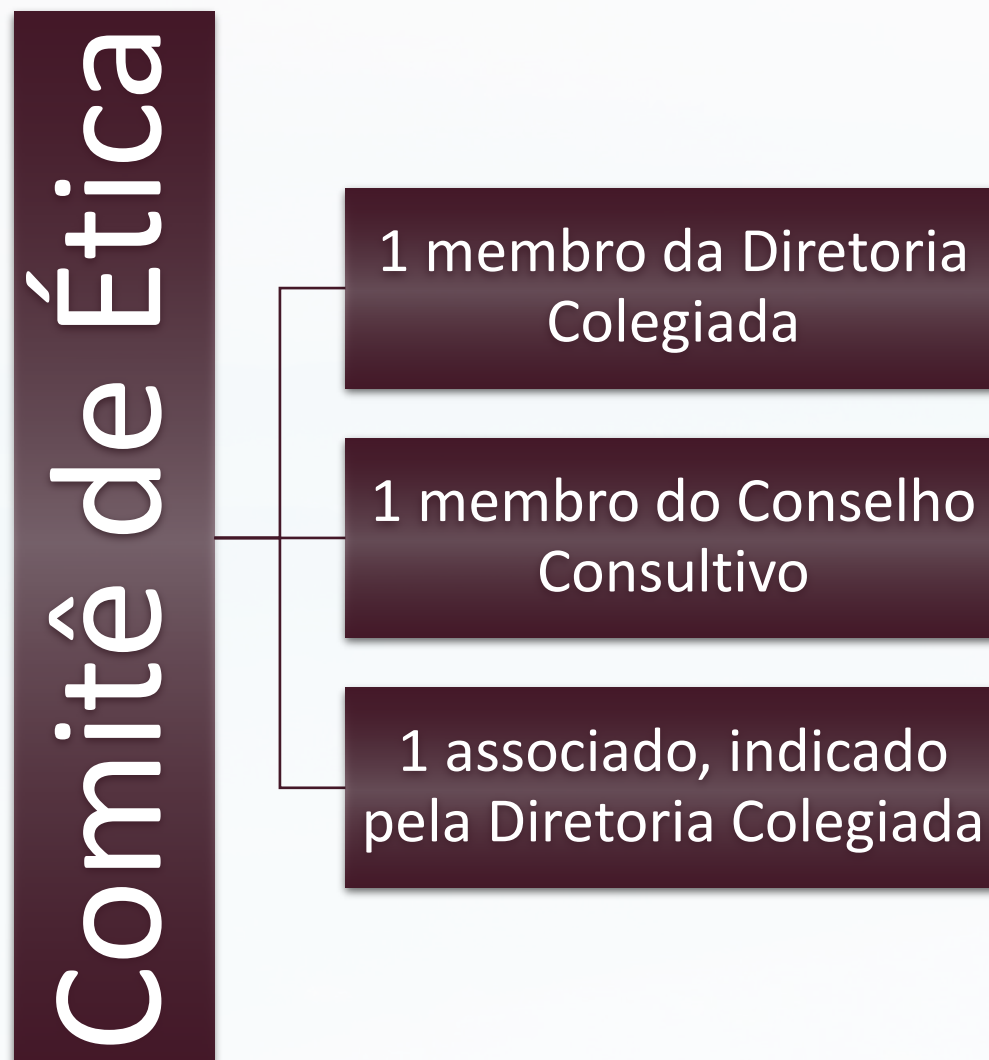 Comitê de Ética
1 membro da Diretoria
Colegiada
1 membro do Conselho
Consultivo
1 associado, indicado
pela Diretoria Colegiada